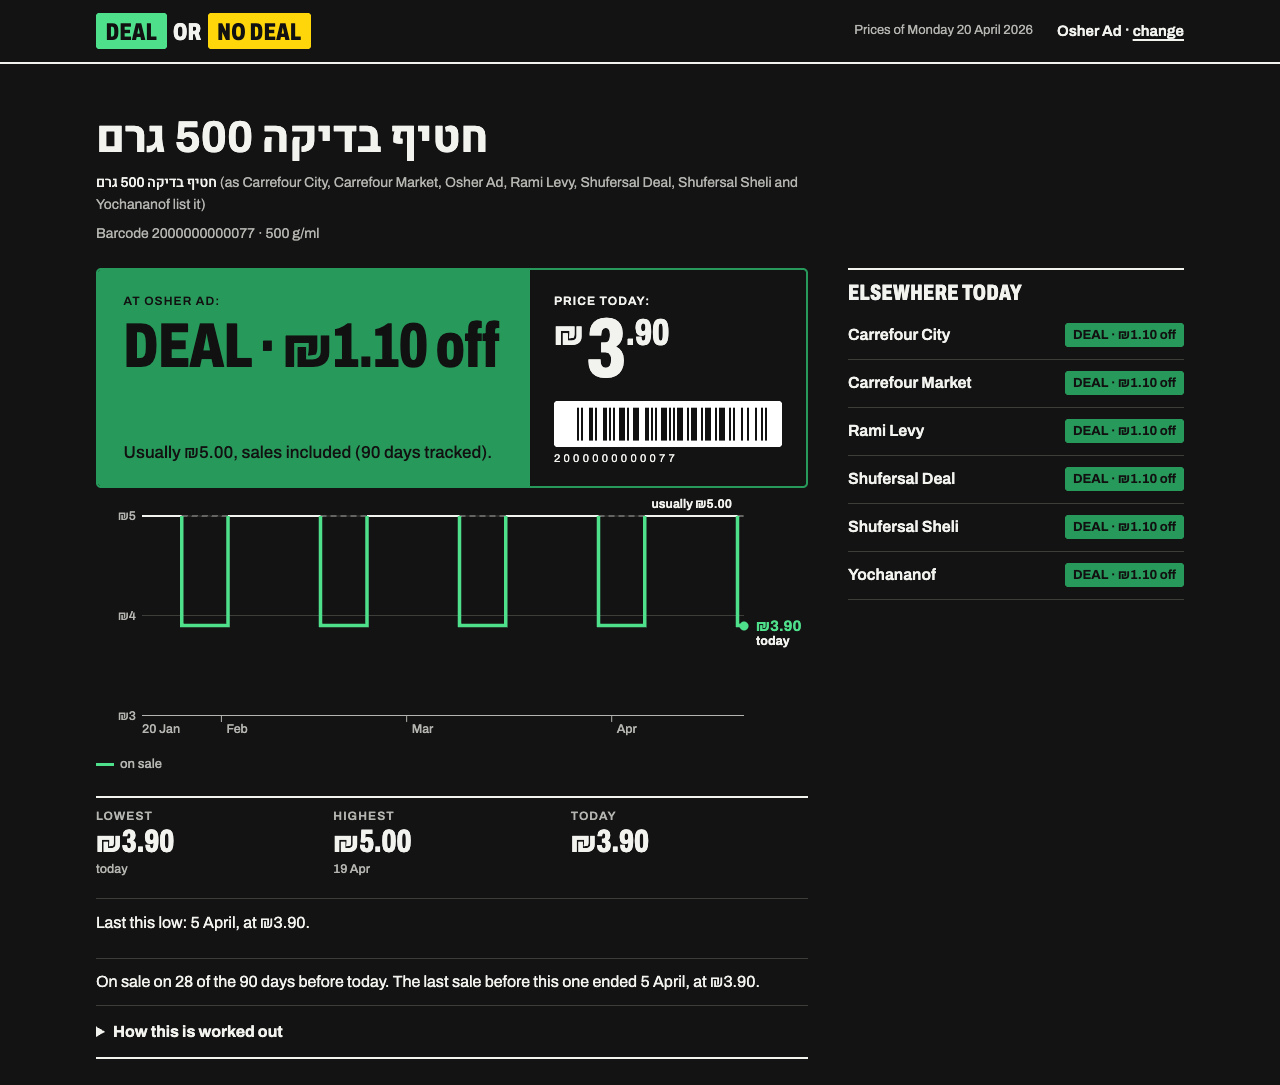 DEAL OR NO DEAL
Prices of Monday 20 April 2026
Osher Ad · change
חטיף בדיקה 500 גרם
חטיף בדיקה 500 גרם (as Carrefour City, Carrefour Market, Osher Ad, Rami Levy, Shufersal Deal, Shufersal Sheli and
Yochananof list it)
Barcode 2000000000077 · 500 g/ml
AT OSHER AD:
DEAL · ₪1.10 off
Usually ₪5.00, sales included (90 days tracked).
PRICE TODAY:
₪3.90
2000000000077
usually ₪5.00
₪5
₪4
₪3.90
today
₪3
20 Jan
Feb
Mar
Apr
on sale
LOWEST
₪3.90
today
HIGHEST
₪5.00
19 Apr
TODAY
₪3.90
Last this low: 5 April, at ₪3.90.
On sale on 28 of the 90 days before today. The last sale before this one ended 5 April, at ₪3.90.
How this is worked out
ELSEWHERE TODAY
Carrefour City DEAL · ₪1.10 off
Carrefour Market DEAL · ₪1.10 off
Rami Levy DEAL · ₪1.10 off
Shufersal Deal DEAL · ₪1.10 off
Shufersal Sheli DEAL · ₪1.10 off
Yochananof DEAL · ₪1.10 off